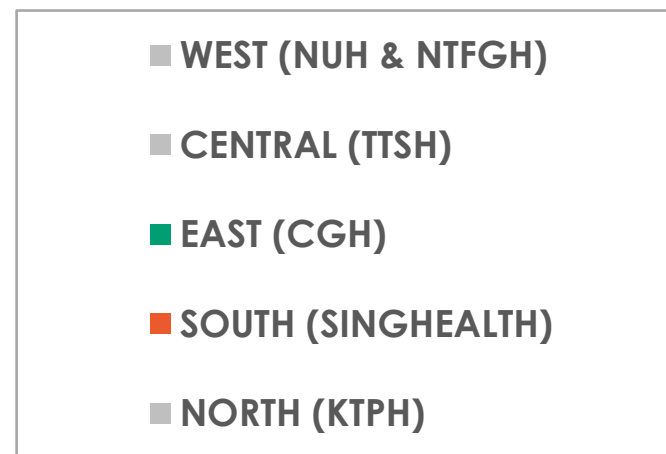 WEST (NUH & NTFGH)
CENTRAL (TTSH)
EAST (CGH)
SOUTH (SINGHEALTH)
NORTH (KTPH)